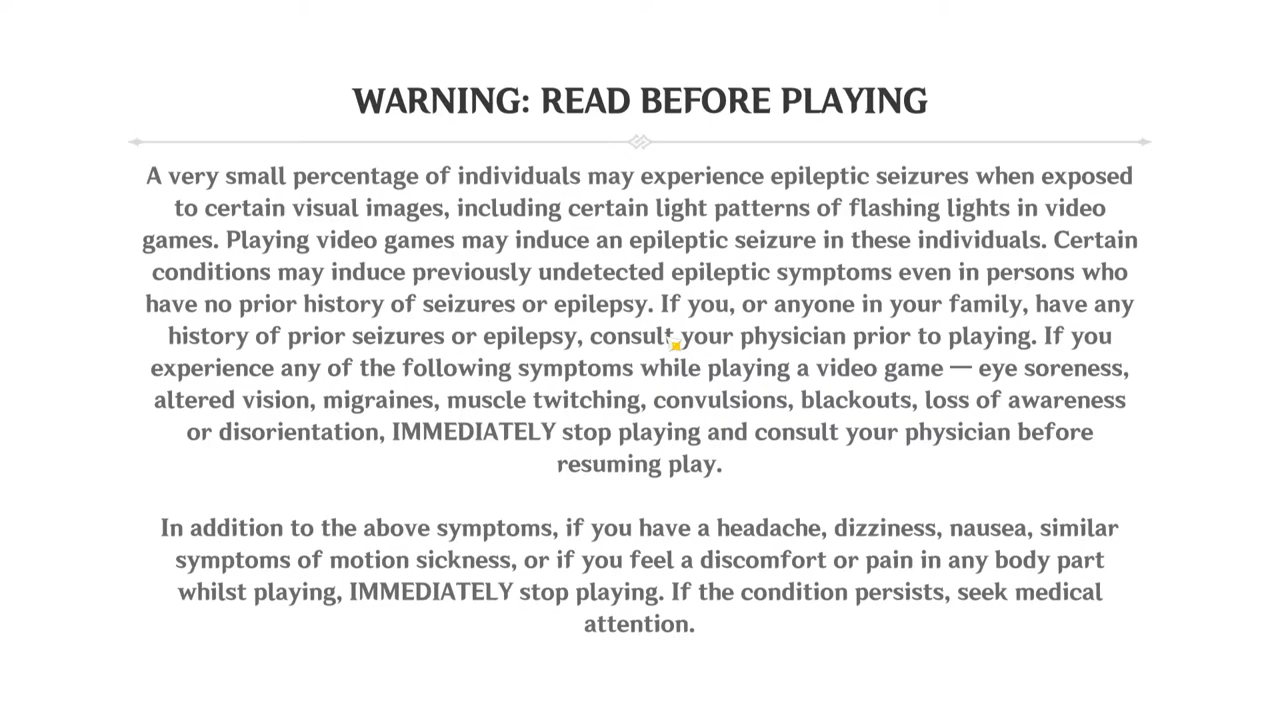 WARNING: READ BEFORE PLAYING
A very small percentage of individuals may experience epileptic seizures when exposed
to certain visual images, including certain light patterns of flashing lights in video
games. Playing video games may induce an epileptic seizure in these individuals. Certain
conditions may induce previously undetected epileptic symptoms even in persons who
have no prior history of seizures or epilepsy. If you, or anyone in your family, have any
history of prior seizures or epilepsy, consult your physician prior to playing. If you
experience any of the following symptoms while playing a video game — eye soreness,
altered vision, migraines, muscle twitching, convulsions, blackouts, loss of awareness
or disorientation, IMMEDIATELY stop playing and consult your physician before
resuming play.
In addition to the above symptoms, if you have a headache, dizziness, nausea, similar
symptoms of motion sickness, or if you feel a discomfort or pain in any body part
whilst playing, IMMEDIATELY stop playing. If the condition persists, seek medical
attention.